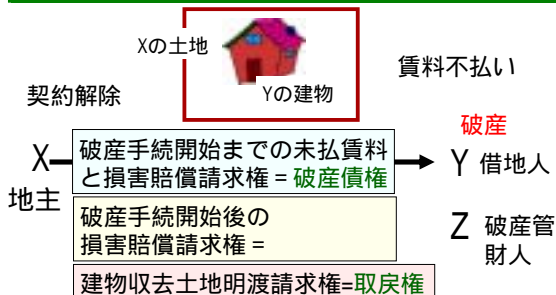 Xの土地
Yの建物
賃料不払い
契約解除
破産
X
地主
破産手続開始までの未払賃料
と損害賠償請求権 = 破産債権
Y 借地人
破産手続開始後の
損害賠償請求権 =
Z 破産管
財人
建物収去土地明渡請求権=取戻権